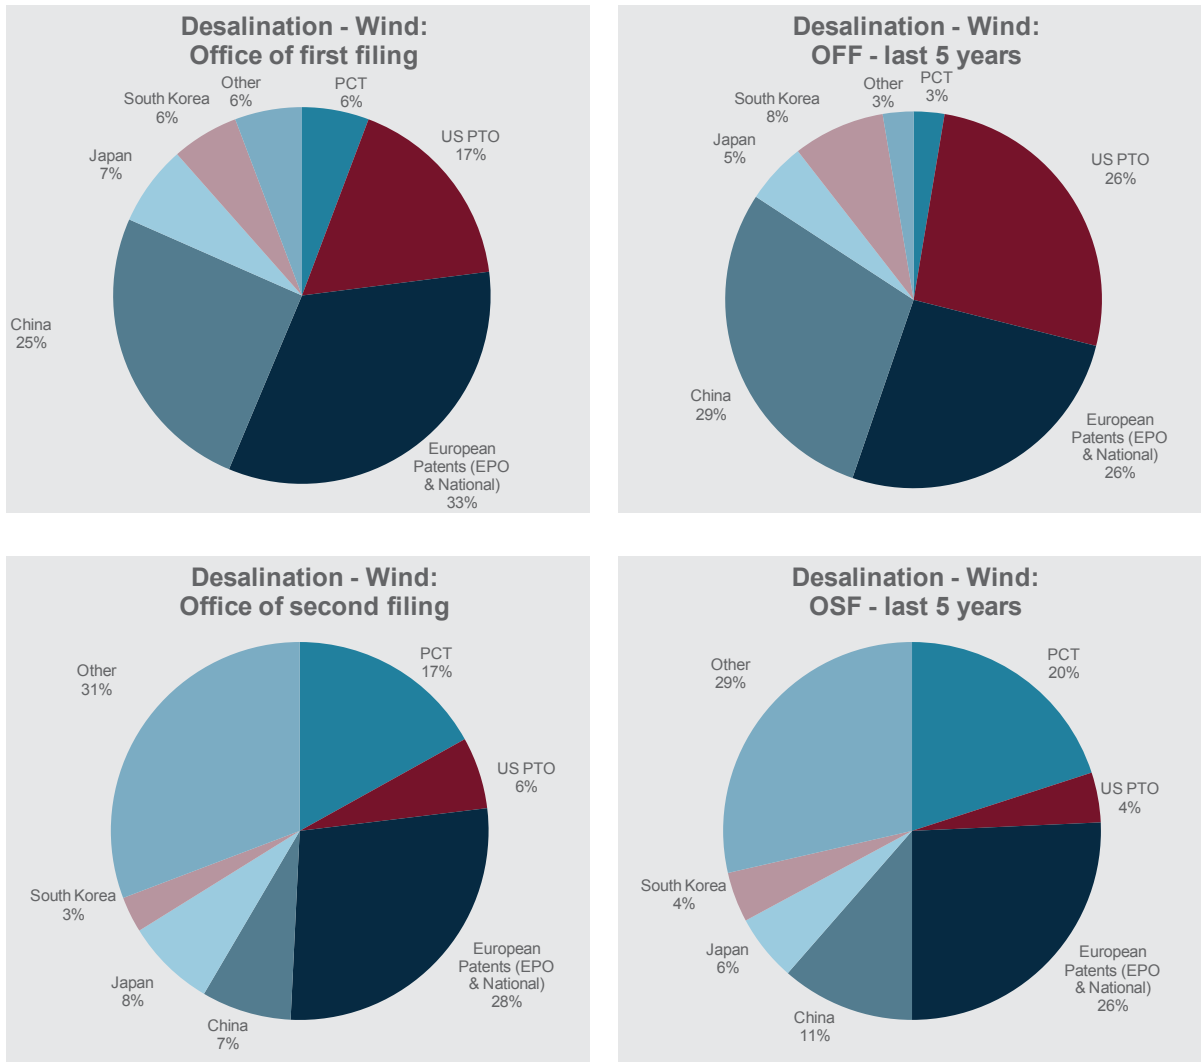 Desalination - Wind:
Office of first filing
PCT
6%
US PTO
17%
European
Patents (EPO
& National)
33%
China
25%
Japan
7%
South Korea
6%
Other
6%
Desalination - Wind:
OFF - last 5 years
PCT
3%
US PTO
26%
European
Patents (EPO
& National)
26%
China
29%
Japan
5%
South Korea
8%
Other
3%
Desalination - Wind:
Office of second filing
PCT
17%
US PTO
6%
European
Patents (EPO
& National)
28%
China
7%
Japan
8%
South Korea
3%
Other
31%
Desalination - Wind:
OSF - last 5 years
PCT
20%
US PTO
4%
European
Patents (EPO
& National)
26%
China
11%
Japan
6%
South Korea
4%
Other
29%